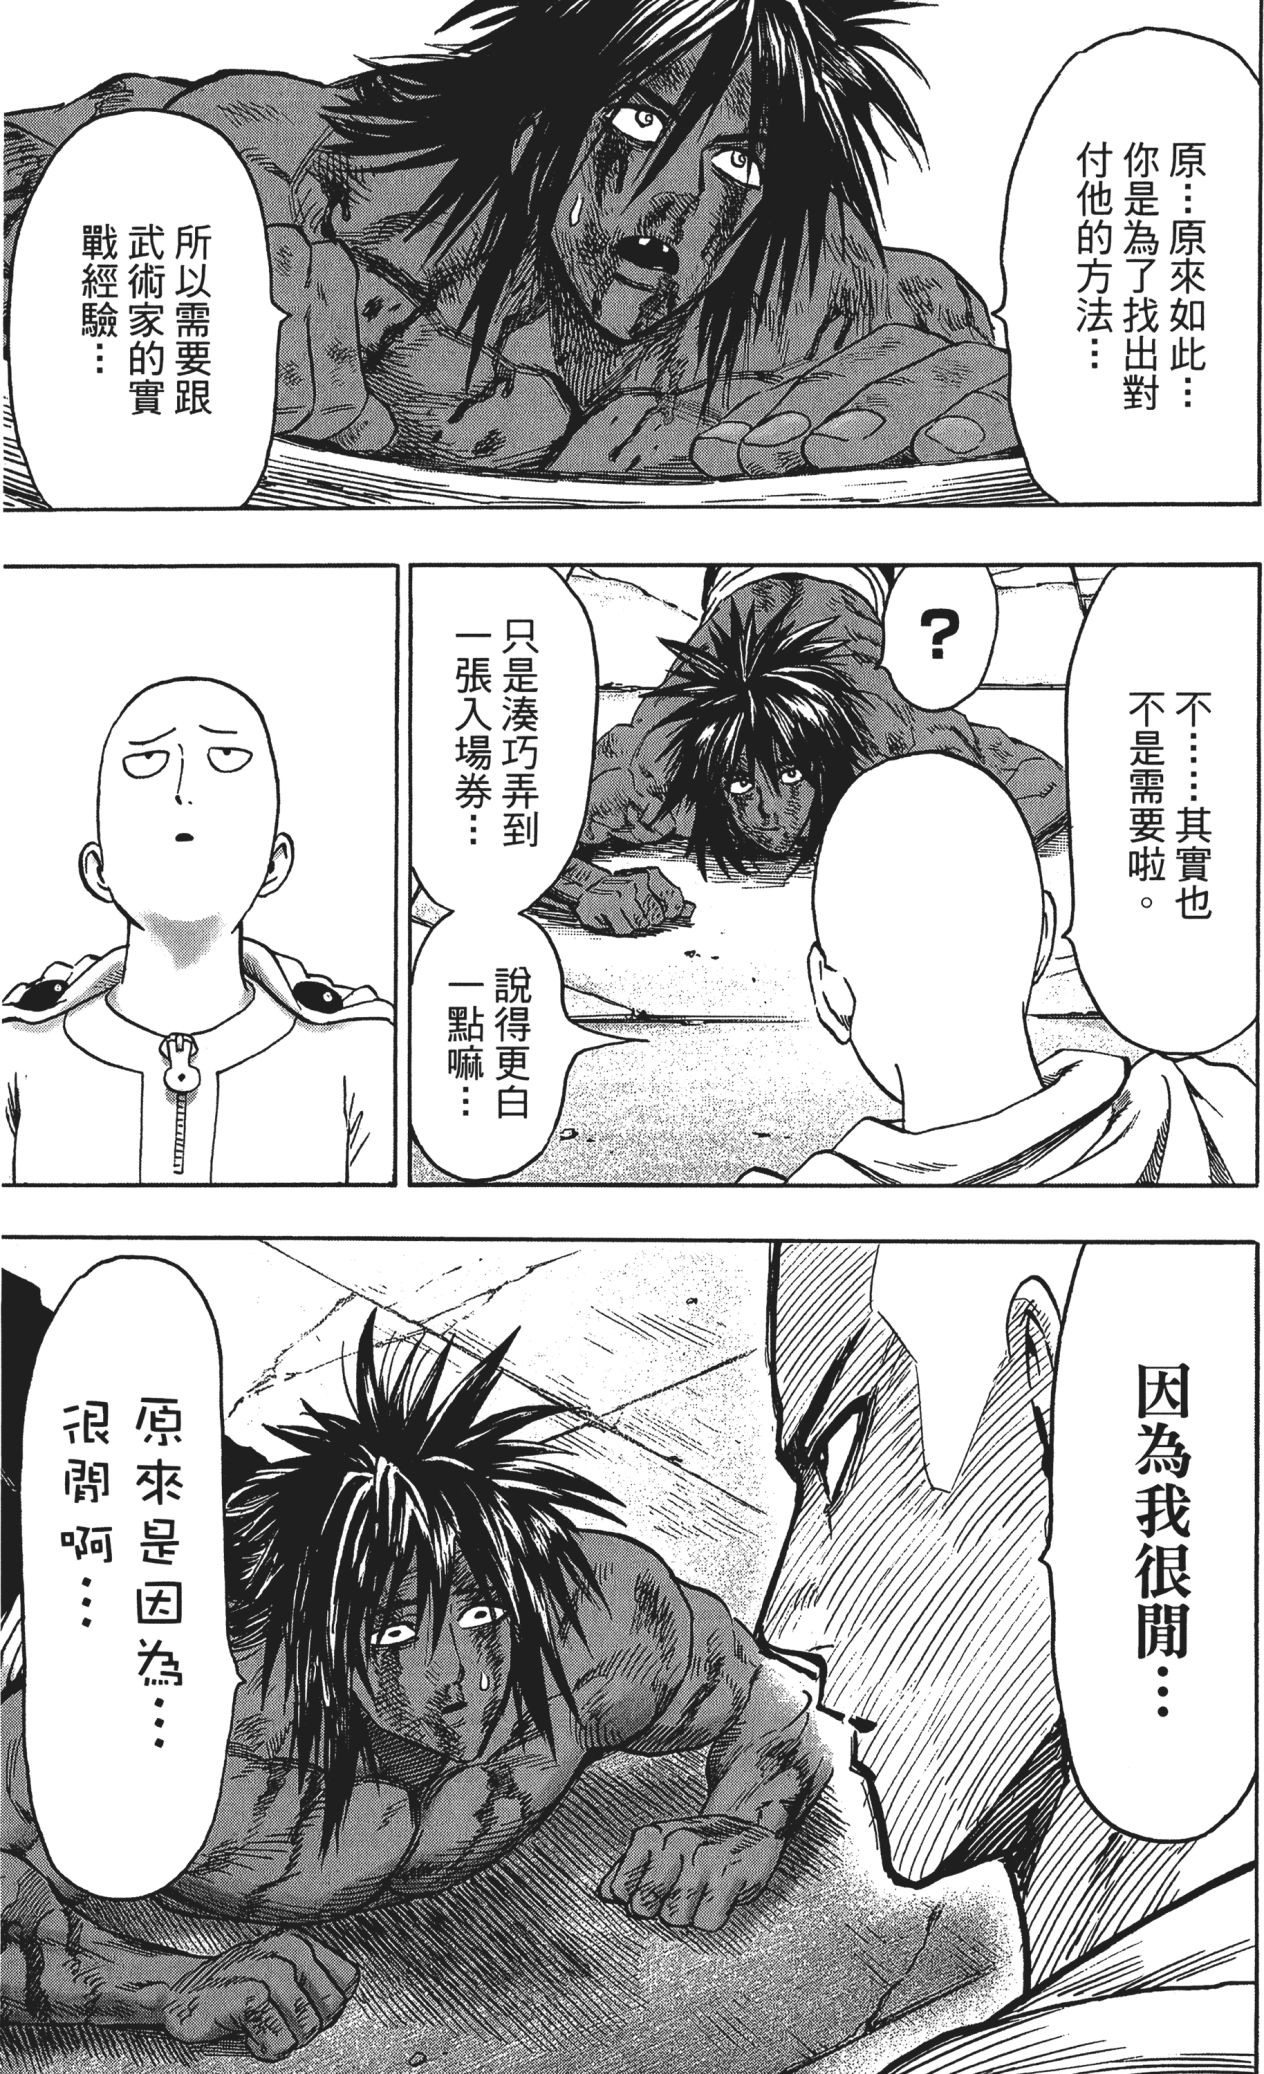 原…原來如此…
你是為了找出對
付他的方法…
所以需要跟
武術家的實
戰經驗…
不……其實也
不是需要啦。
?
只是湊巧弄到
一張入場券…
說得更白
一點嘛…
因為我很閒…
原來是因為…
很閒啊…